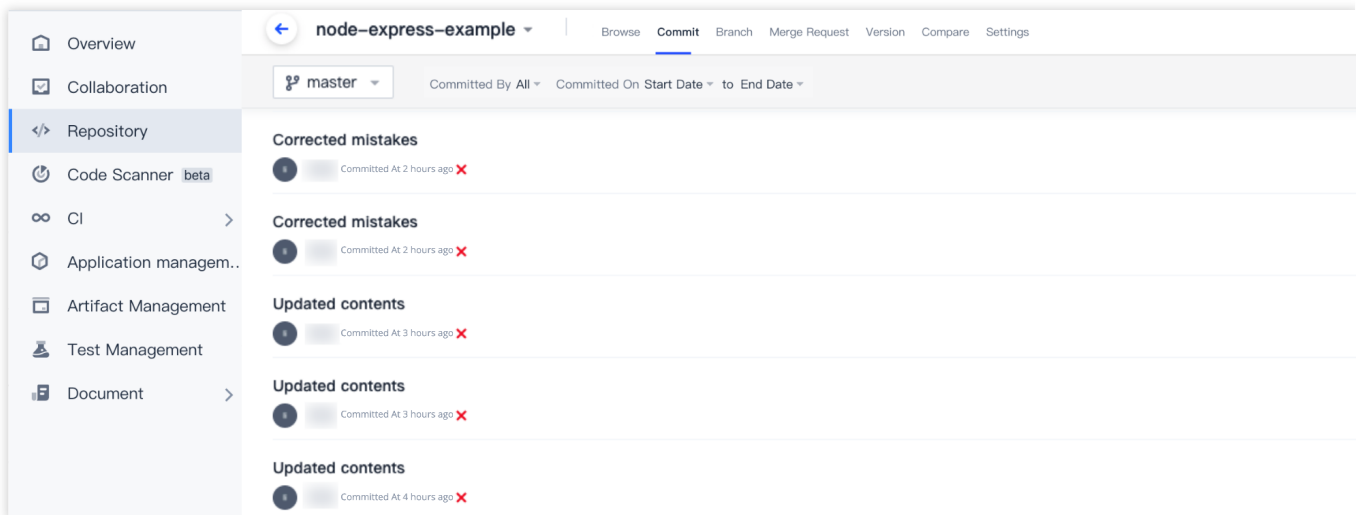 Overview
Collaboration
Repository
Code Scanner beta
CI
Application managem..
Artifact Management
Test Management
Document
node-express-example
Browse Commit Branch Merge Request Version Compare Settings
master
Committed By All Committed On Start Date to End Date
Corrected mistakes
Committed At 2 hours ago
Corrected mistakes
Committed At 2 hours ago
Updated contents
Committed At 3 hours ago
Updated contents
Committed At 3 hours ago
Updated contents
Committed At 4 hours ago